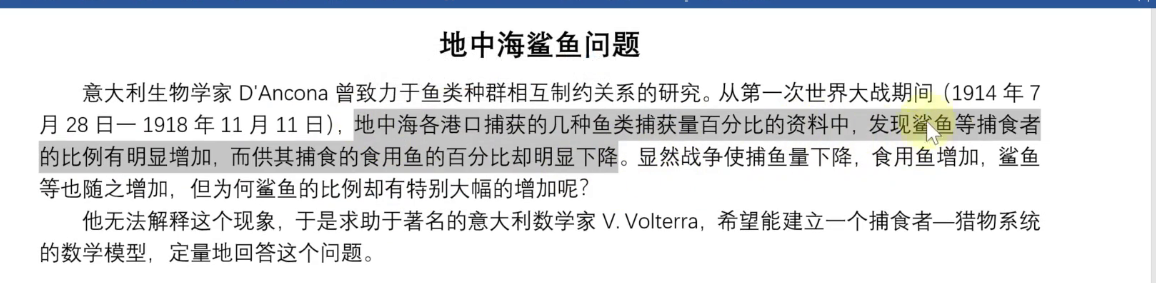 地中海鲨鱼问题
意大利生物学家 D'Ancona 曾致力于鱼类种群相互制约关系的研究。从第一次世界大战期间（1914 年 7
月 28 日一 1918 年 11 月 11 日），地中海各港口捕获的几种鱼类捕获量百分比的资料中，发现鲨鱼等捕食者
的比例有明显增加，而供其捕食的食用鱼的百分比却明显下降。显然战争使捕鱼量下降，食用鱼增加，鲨鱼
等也随之增加，但为何鲨鱼的比例却有特别大幅的增加呢？
他无法解释这个现象，于是求助于著名的意大利数学家 V. Volterra，希望能建立一个捕食者—猎物系统
的数学模型，定量地回答这个问题。